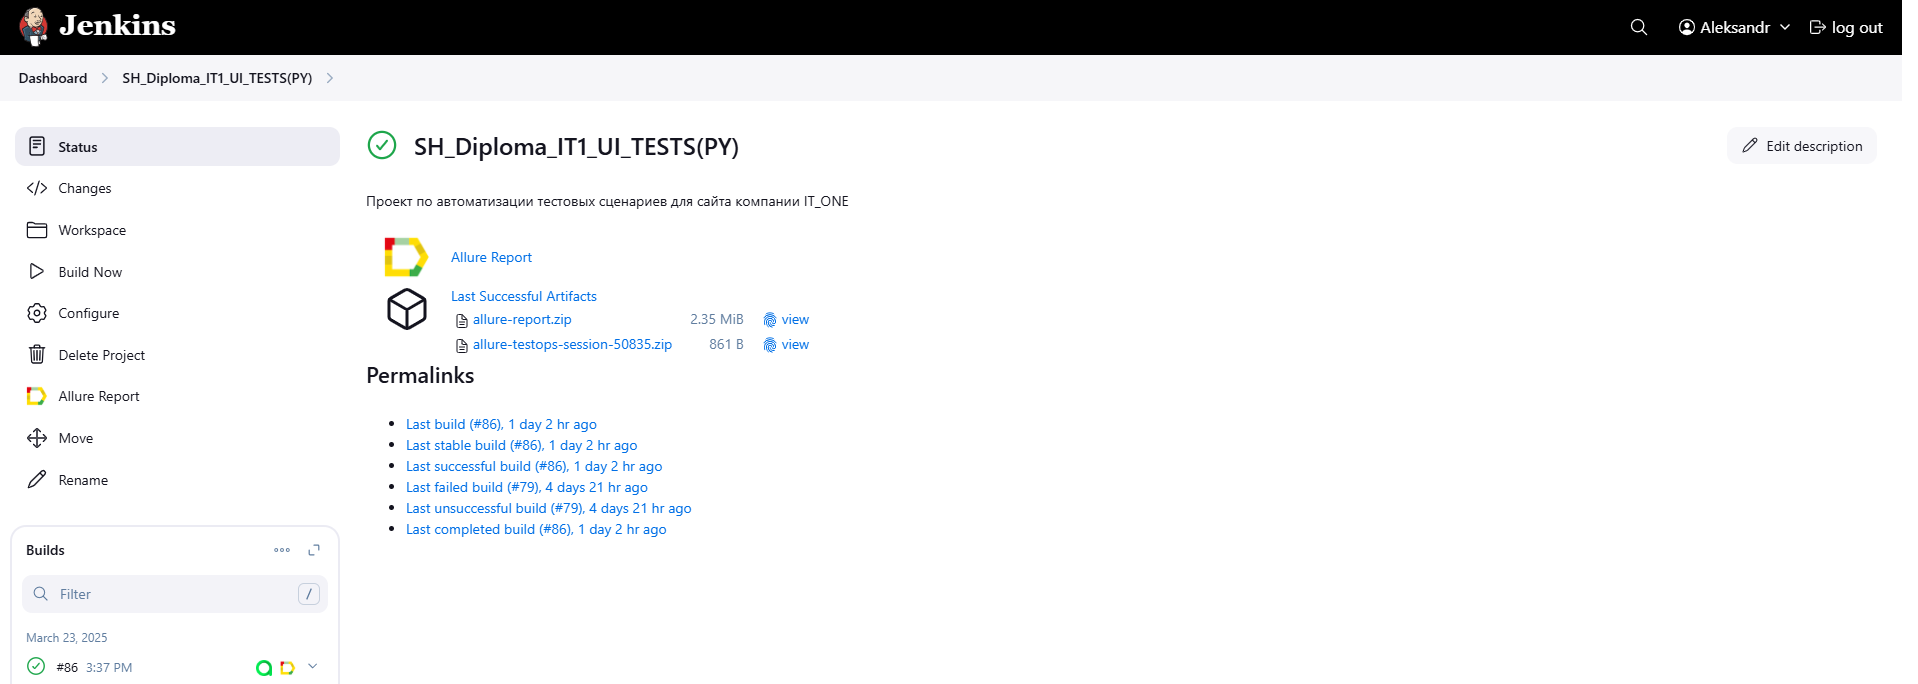 Jenkins
Aleksandr
log out
Dashboard
SH_Diploma_IT1_UI_TESTS(PY)
Status
Changes
Workspace
Build Now
Configure
Delete Project
Allure Report
Move
Rename
Builds
Filter
/
March 23, 2025
#86 3:37 PM
SH_Diploma_IT1_UI_TESTS(PY)
Edit description
Проект по автоматизации тестовых сценариев для сайта компании IT_ONE
Allure Report
Last Successful Artifacts
allure-report.zip 2.35 MiB view
allure-testops-session-50835.zip 861 B view
Permalinks
Last build (#86), 1 day 2 hr ago
Last stable build (#86), 1 day 2 hr ago
Last successful build (#86), 1 day 2 hr ago
Last failed build (#79), 4 days 21 hr ago
Last unsuccessful build (#79), 4 days 21 hr ago
Last completed build (#86), 1 day 2 hr ago